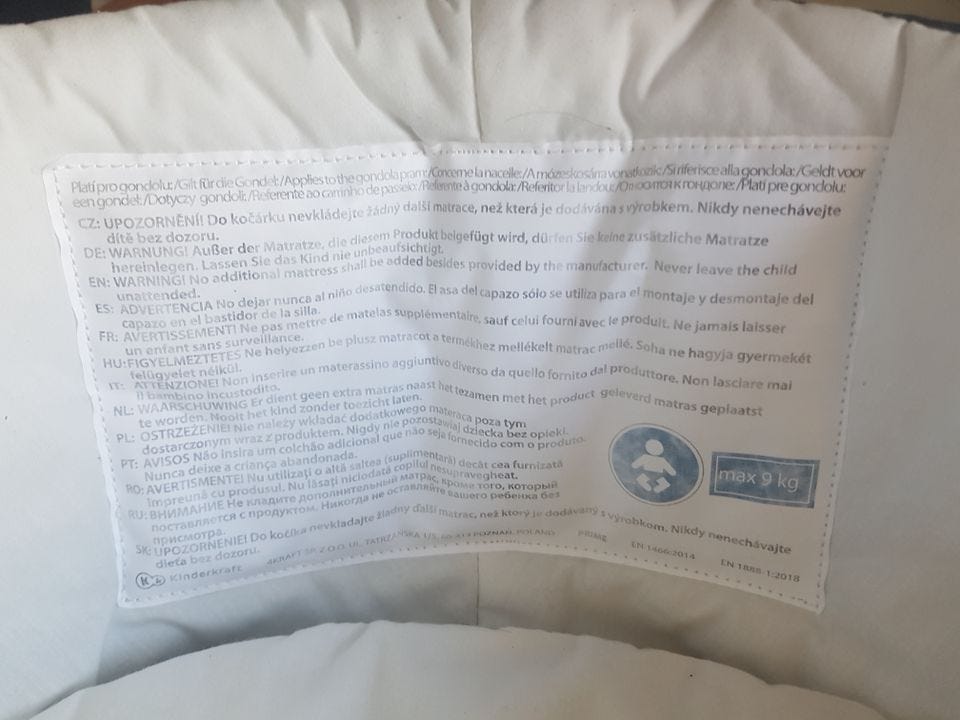 Platí pro gondolu:/Gilt für die Gondel:/Applies to the gondola pram:/Concerne la nacelle:/A mózeskosárra vonatkozik:/Si riferisce alla gondola:/Geldt voor
een gondel:/Dotyczy gondoli:/Referente ao caminho de passeio:/Referente à gondola:/Referitor la landou:/Относится к гондоле:/Platí pre gondolu:
CZ: UPOZORNĚNÍ! Do kočárku nevkládejte žádný další matrace, než která je dodávána s výrobkem. Nikdy nenechávejte
dítě bez dozoru.
DE: WARNUNG! Außer der Matratze, die diesem Produkt beigefügt wird, dürfen Sie keine zusätzliche Matratze
hereinlegen. Lassen Sie das Kind nie unbeaufsichtigt.
EN: WARNING! No additional mattress shall be added besides provided by the manufacturer. Never leave the child
unattended.
ES: ADVERTENCIA No dejar nunca al niño desatendido. El asa del capazo sólo se utiliza para el montaje y desmontaje del
capazo en el bastidor de la silla.
FR: AVERTISSEMENT! Ne pas mettre de matelas supplémentaire, sauf celui fourni avec le produit. Ne jamais laisser
un enfant sans surveillance.
HU: FIGYELMEZTETÉS Ne helyezzen be plusz matracot a termékhez mellékelt matrac mellé. Soha ne hagyja gyermekét
felügyelet nélkül.
IT: ATTENZIONE! Non inserire un materassino aggiuntivo diverso da quello fornito dal produttore. Non lasciare mai
il bambino incustodito.
NL: WAARSCHUWING Er dient geen extra matras naast het tezamen met het product geleverd matras geplaatst
te worden. Nooit het kind zonder toezicht laten.
PL: OSTRZEŻENIE! Nie należy wkładać dodatkowego materaca poza tym
dostarczonym wraz z produktem. Nigdy nie pozostawiaj dziecka bez opieki.
PT: AVISOS Não insira um colchão adicional que não seja fornecido com o produto.
Nunca deixe a criança abandonada.
RO: AVERTISMENTE! Nu utilizați o altă saltea (suplimentară) decât cea furnizată
împreună cu produsul. Nu lăsați niciodată copilul nesupravegheat.
RU: ВНИМАНИЕ Не кладите дополнительный матрас, кроме того, который
поставляется с продуктом. Никогда не оставляйте вашего ребенка без
присмотра.
SK: UPOZORNENIE! Do kočíka nevkladajte žiadny ďalší matrac, než ktorý je dodávaný s výrobkom. Nikdy nenechávajte
dieťa bez dozoru.
max 9 kg
Kk Kinderkraft 4KRAFT SP. Z O.O. UL. TATRZAŃSKA 1/5, 60-413 POZNAŃ, POLAND PRIME EN 1466:2014 EN 1888-1:2018